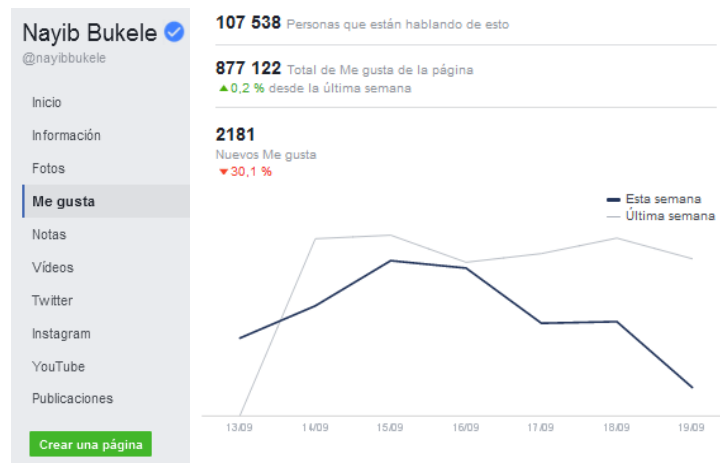 Nayib Bukele
@nayibbukele
Inicio
Información
Fotos
Me gusta
Notas
Vídeos
Twitter
Instagram
YouTube
Publicaciones
Crear una página
107 538 Personas que están hablando de esto
877 122 Total de Me gusta de la página
0,2 % desde la última semana
2181
Nuevos Me gusta
30,1 %
Esta semana
Última semana
13/09 14/09 15/09 16/09 17/09 18/09 19/09